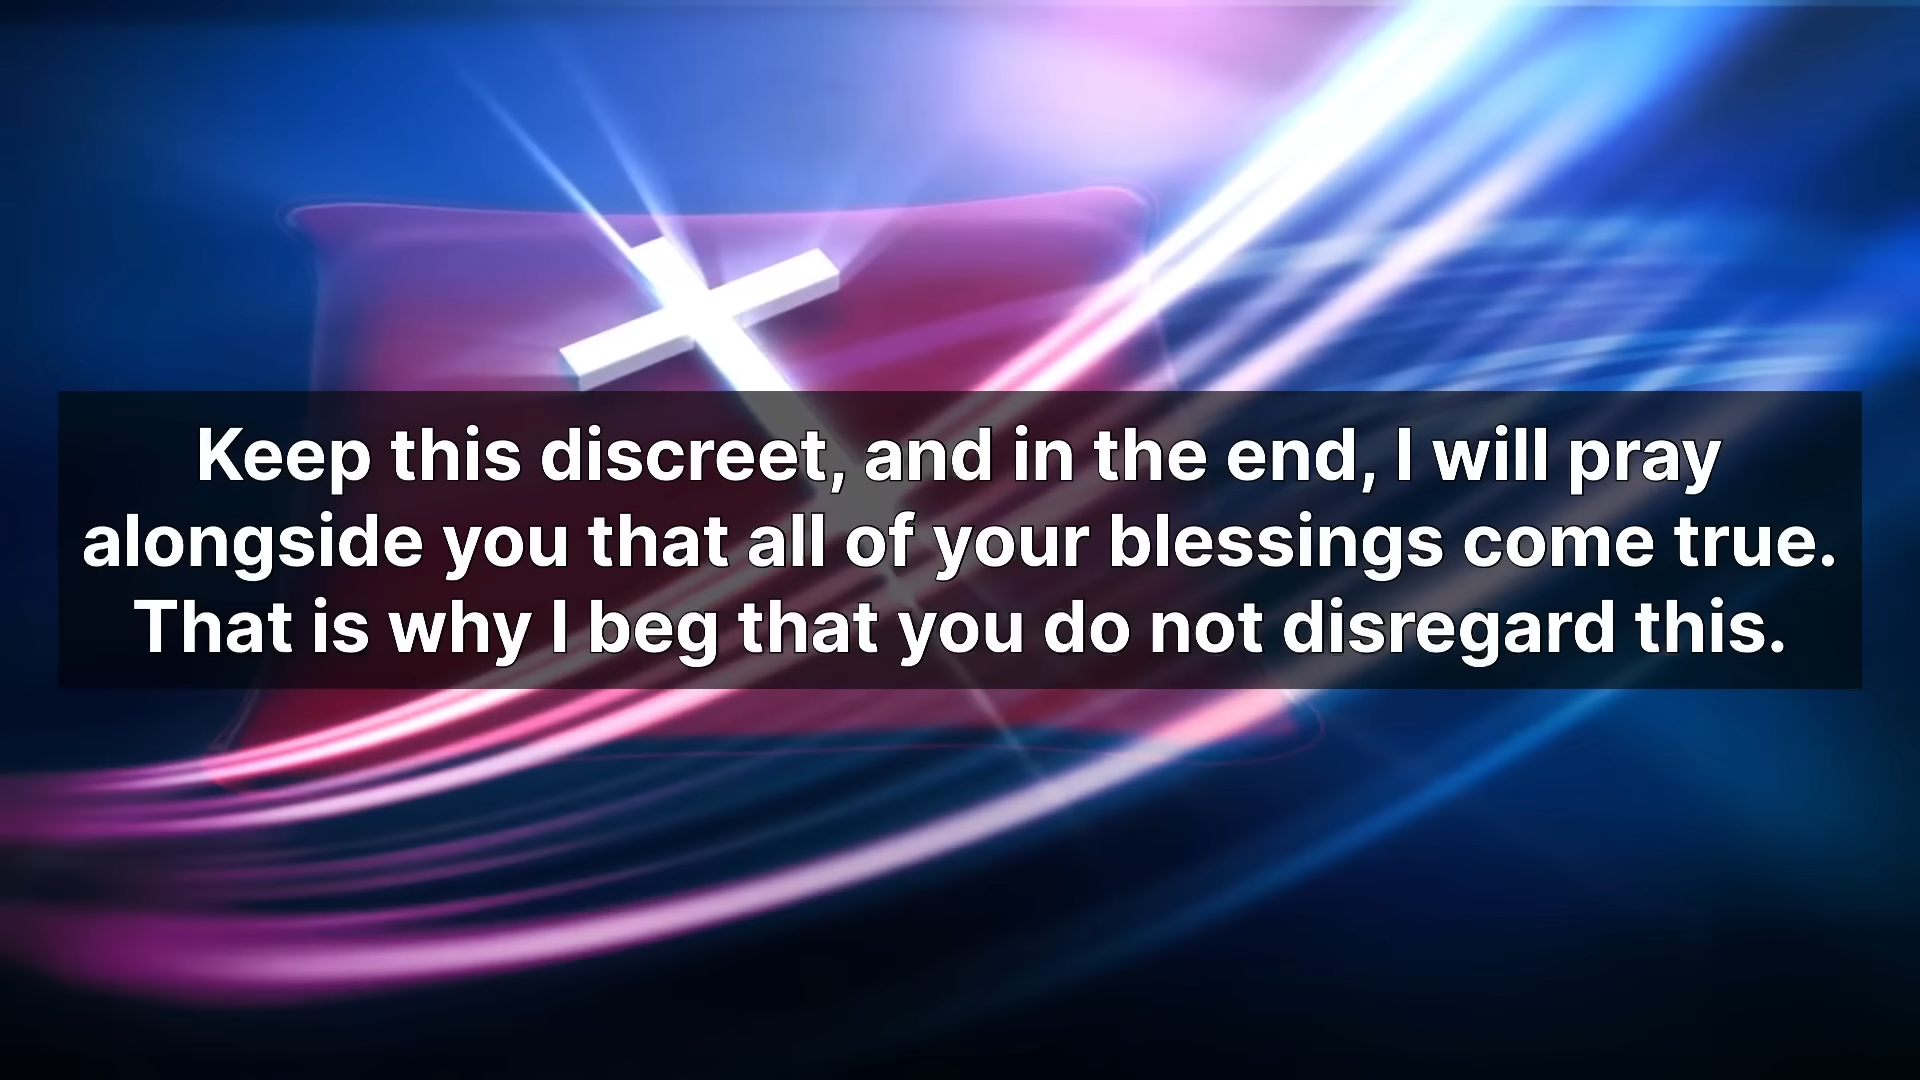 Keep this discreet, and in the end, I will pray
alongside you that all of your blessings come true.
That is why I beg that you do not disregard this.